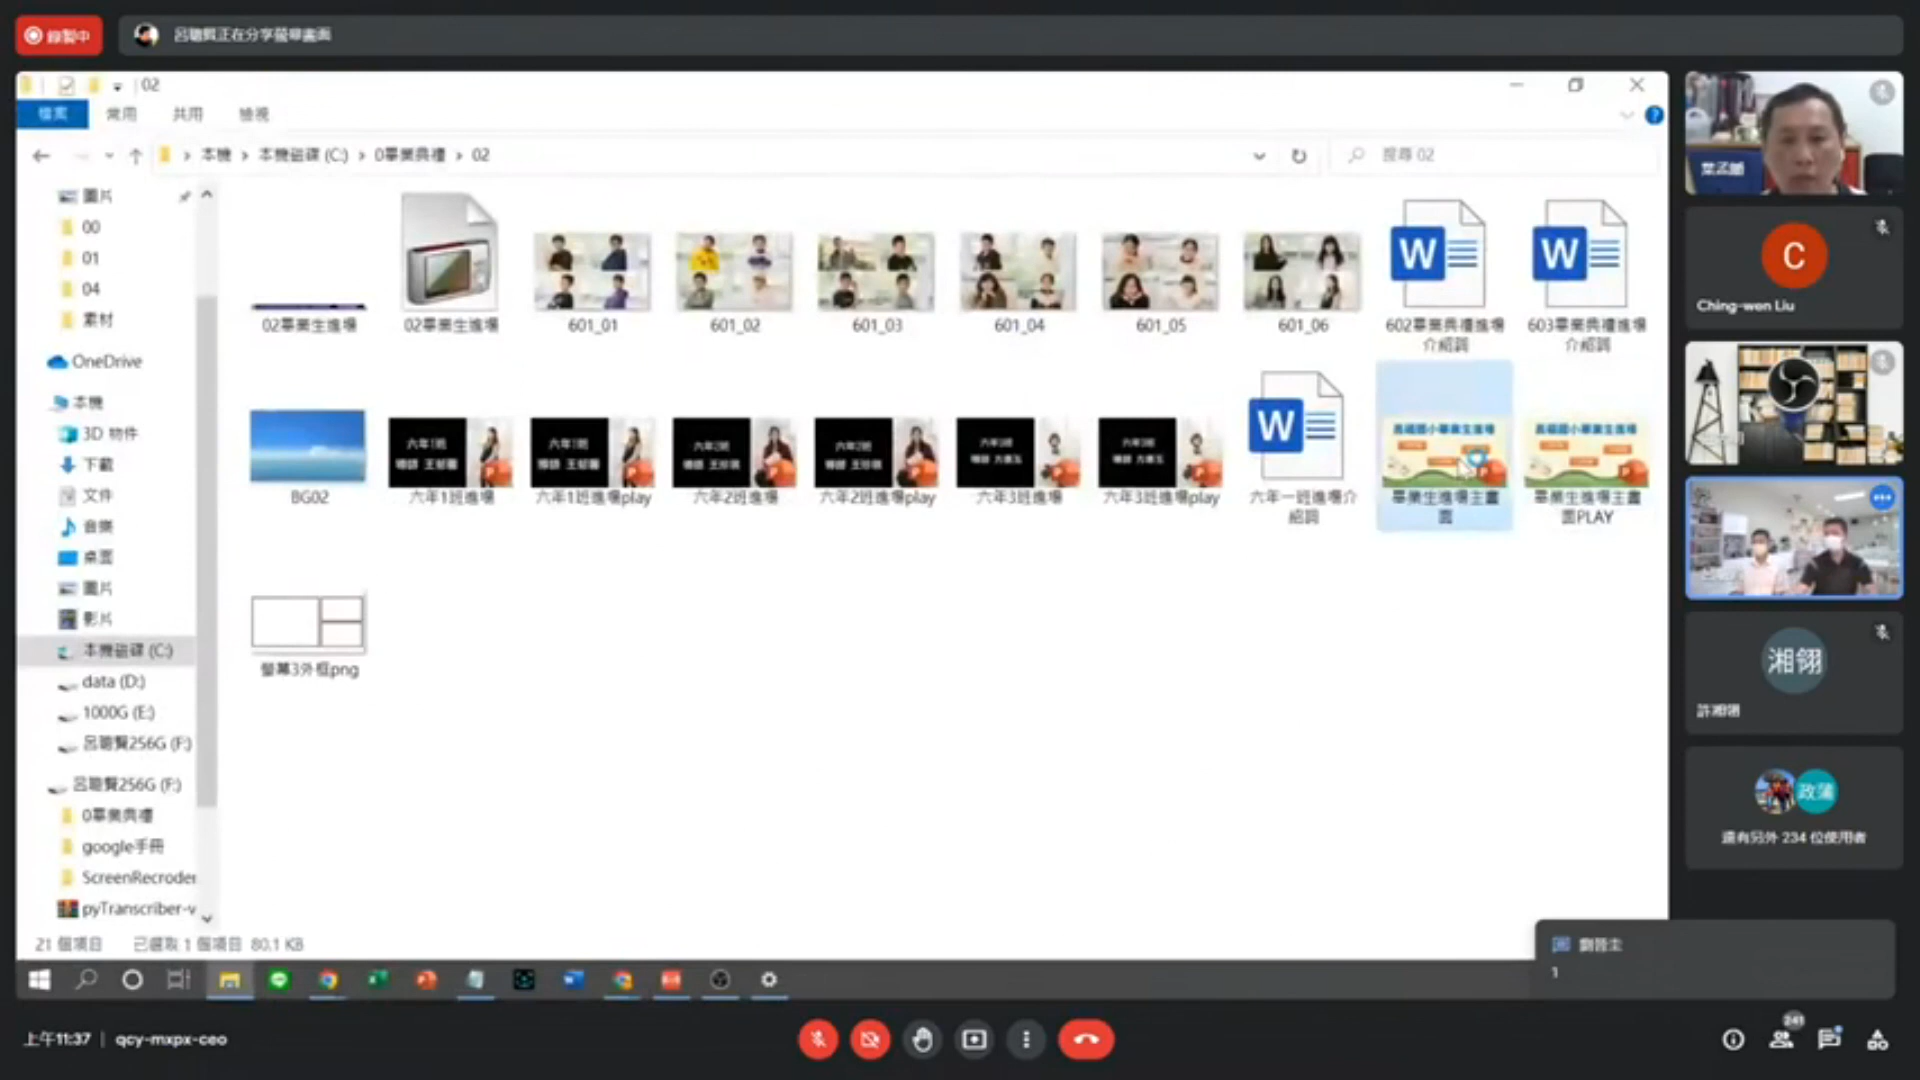 錄製中
呂聰賢正在分享螢幕畫面
02
檔案 常用 共用 檢視
本機 > 本機磁碟 (C:) > 0畢業典禮 > 02
搜尋 02
圖片
00
01
04
素材
OneDrive
本機
3D 物件
下載
文件
音樂
桌面
圖片
影片
本機磁碟 (C:)
data (D:)
1000G (E:)
呂聰賢256G (F:)
呂聰賢256G (F:)
0畢業典禮
google手冊
ScreenRecroder
pyTranscriber-v
02畢業生進場
02畢業生進場
601_01
601_02
601_03
601_04
601_05
601_06
602畢業典禮進場介紹詞
603畢業典禮進場介紹詞
BG02
六年1班進場
六年1班進場play
六年2班進場
六年2班進場play
六年3班進場
六年3班進場play
六年一班進場介紹詞
畢業生進場主畫面
畢業生進場主畫面PLAY
螢幕3外框png
21 個項目 已選取 1 個項目 80.1 KB
C
Ching-wen Liu
湘翎
許湘翎
政蒲
還有另外 234 位使用者
1
上午11:37 | qcy-mxpx-ceo
241